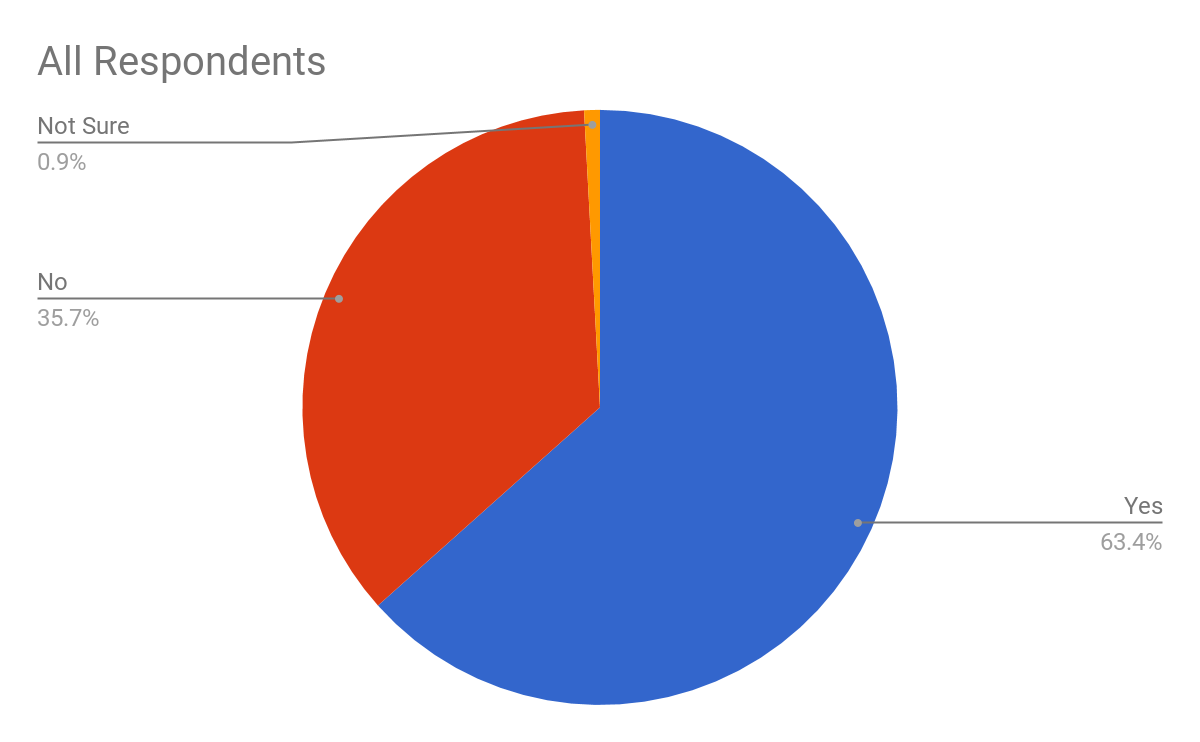 All Respondents
Not Sure
0.9%
No
35.7%
Yes
63.4%